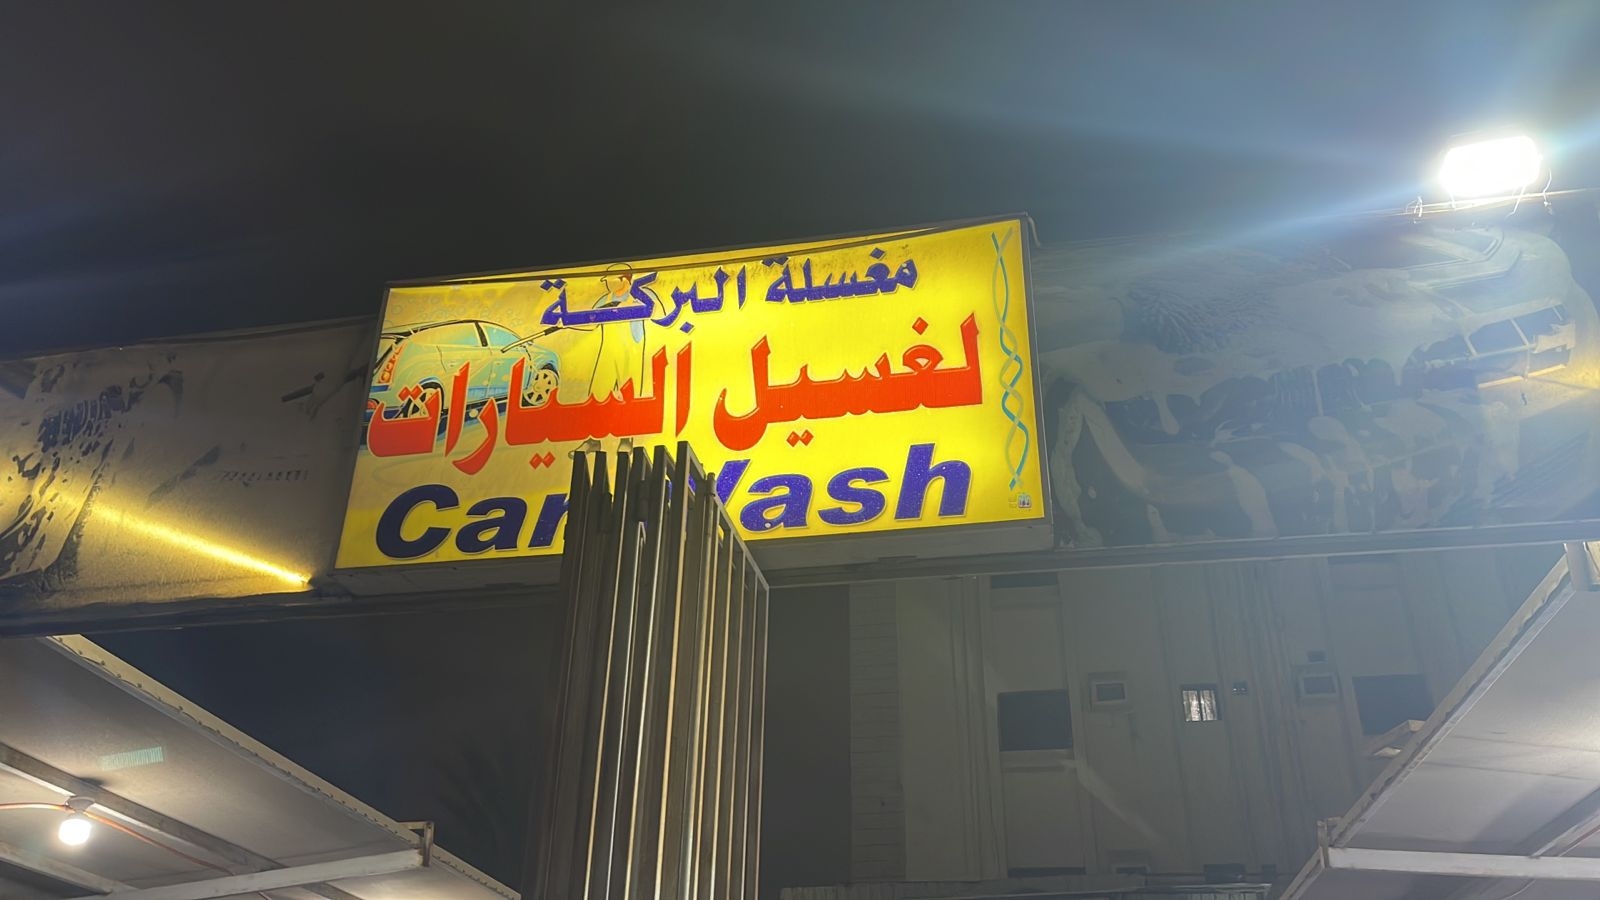 مغسلة البركة
لغسيل السيارات
Car Wash